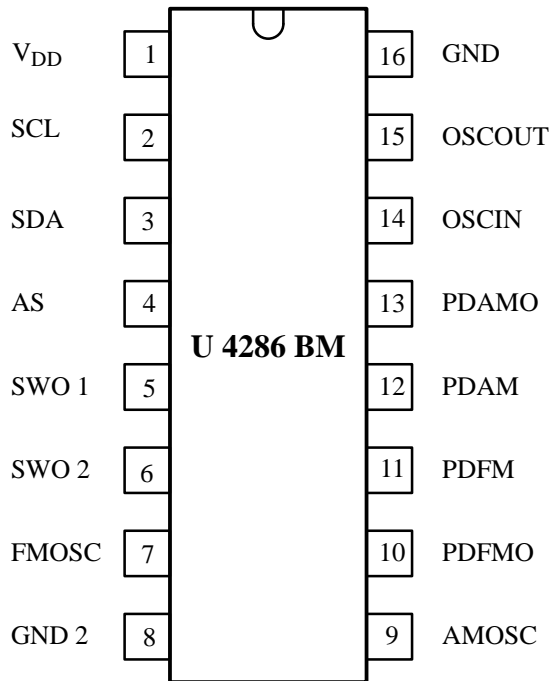 V_DD 1 16 GND
SCL 2 15 OSCOUT
SDA 3 14 OSCIN
AS 4 13 PDAMO
U 4286 BM
SWO 1 5 12 PDAM
SWO 2 6 11 PDFM
FMOSC 7 10 PDFMO
GND 2 8 9 AMOSC